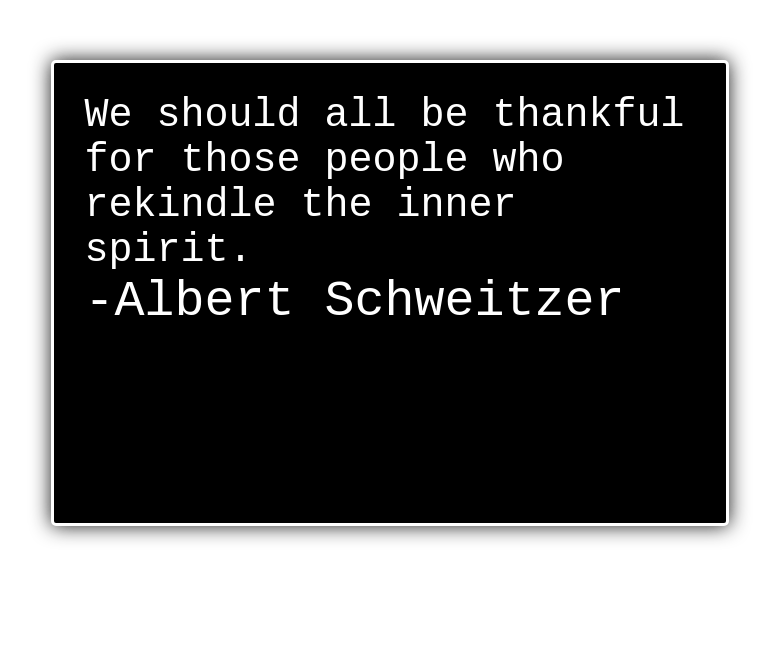 We should all be thankful
for those people who
rekindle the inner
spirit.
-Albert Schweitzer